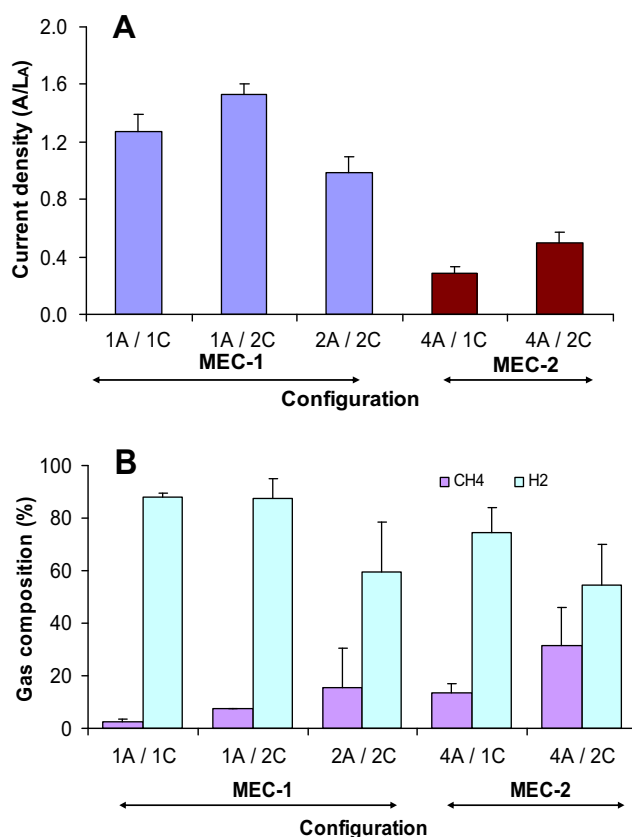 A
Current density (A/LA)
2.0
1.6
1.2
0.8
0.4
0.0
1A / 1C 1A / 2C 2A / 2C 4A / 1C 4A / 2C
MEC-1 MEC-2
Configuration
B
CH4 H2
Gas composition (%)
100
80
60
40
20
0
1A / 1C 1A / 2C 2A / 2C 4A / 1C 4A / 2C
MEC-1 MEC-2
Configuration